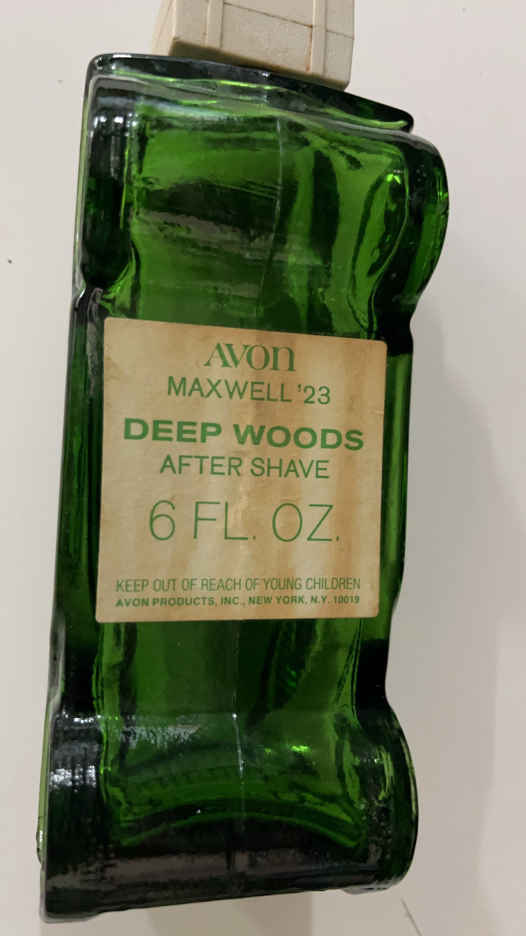 AVON
MAXWELL '23
DEEP WOODS
AFTER SHAVE
6 FL. OZ.
KEEP OUT OF REACH OF YOUNG CHILDREN
AVON PRODUCTS, INC., NEW YORK, N.Y. 10019